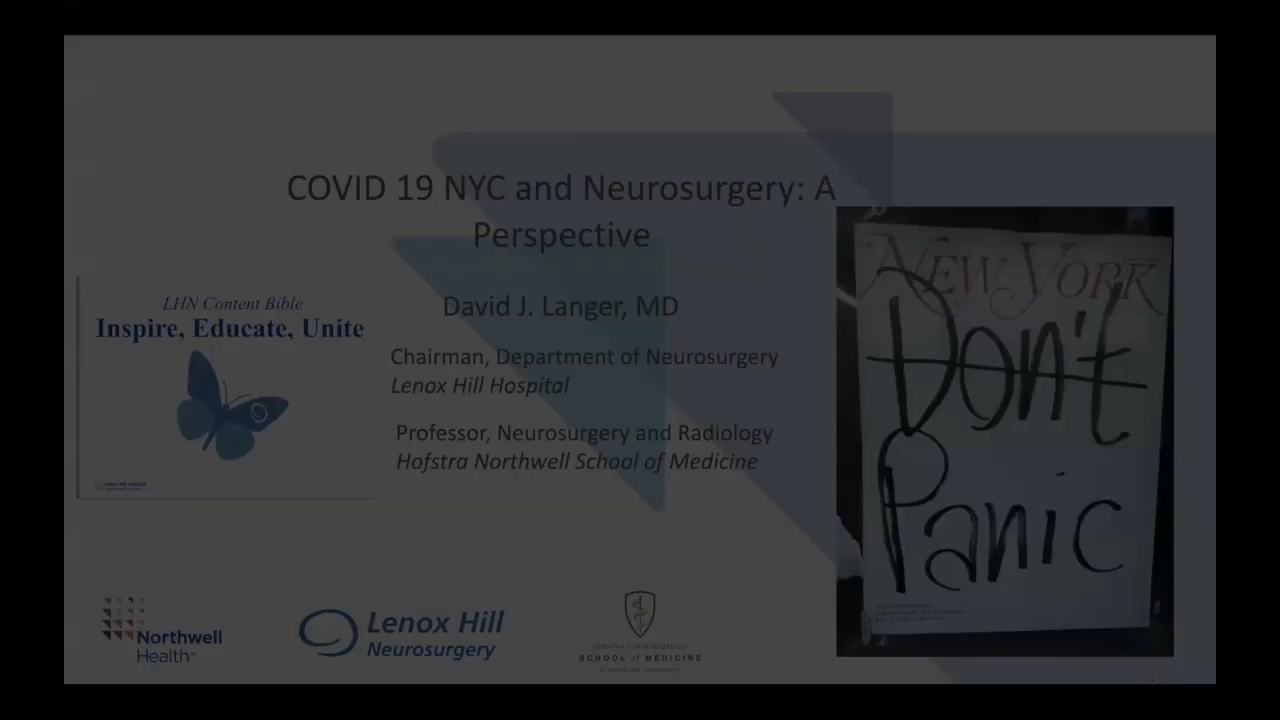 COVID 19 NYC and Neurosurgery: A
Perspective
David J. Langer, MD
Chairman, Department of Neurosurgery
Lenox Hill Hospital
Professor, Neurosurgery and Radiology
Hofstra Northwell School of Medicine
LHN Content Bible
Inspire, Educate, Unite
NEW YORK
Don't
Panic
Northwell
Health
Lenox Hill
Neurosurgery
SCHOOL of MEDICINE